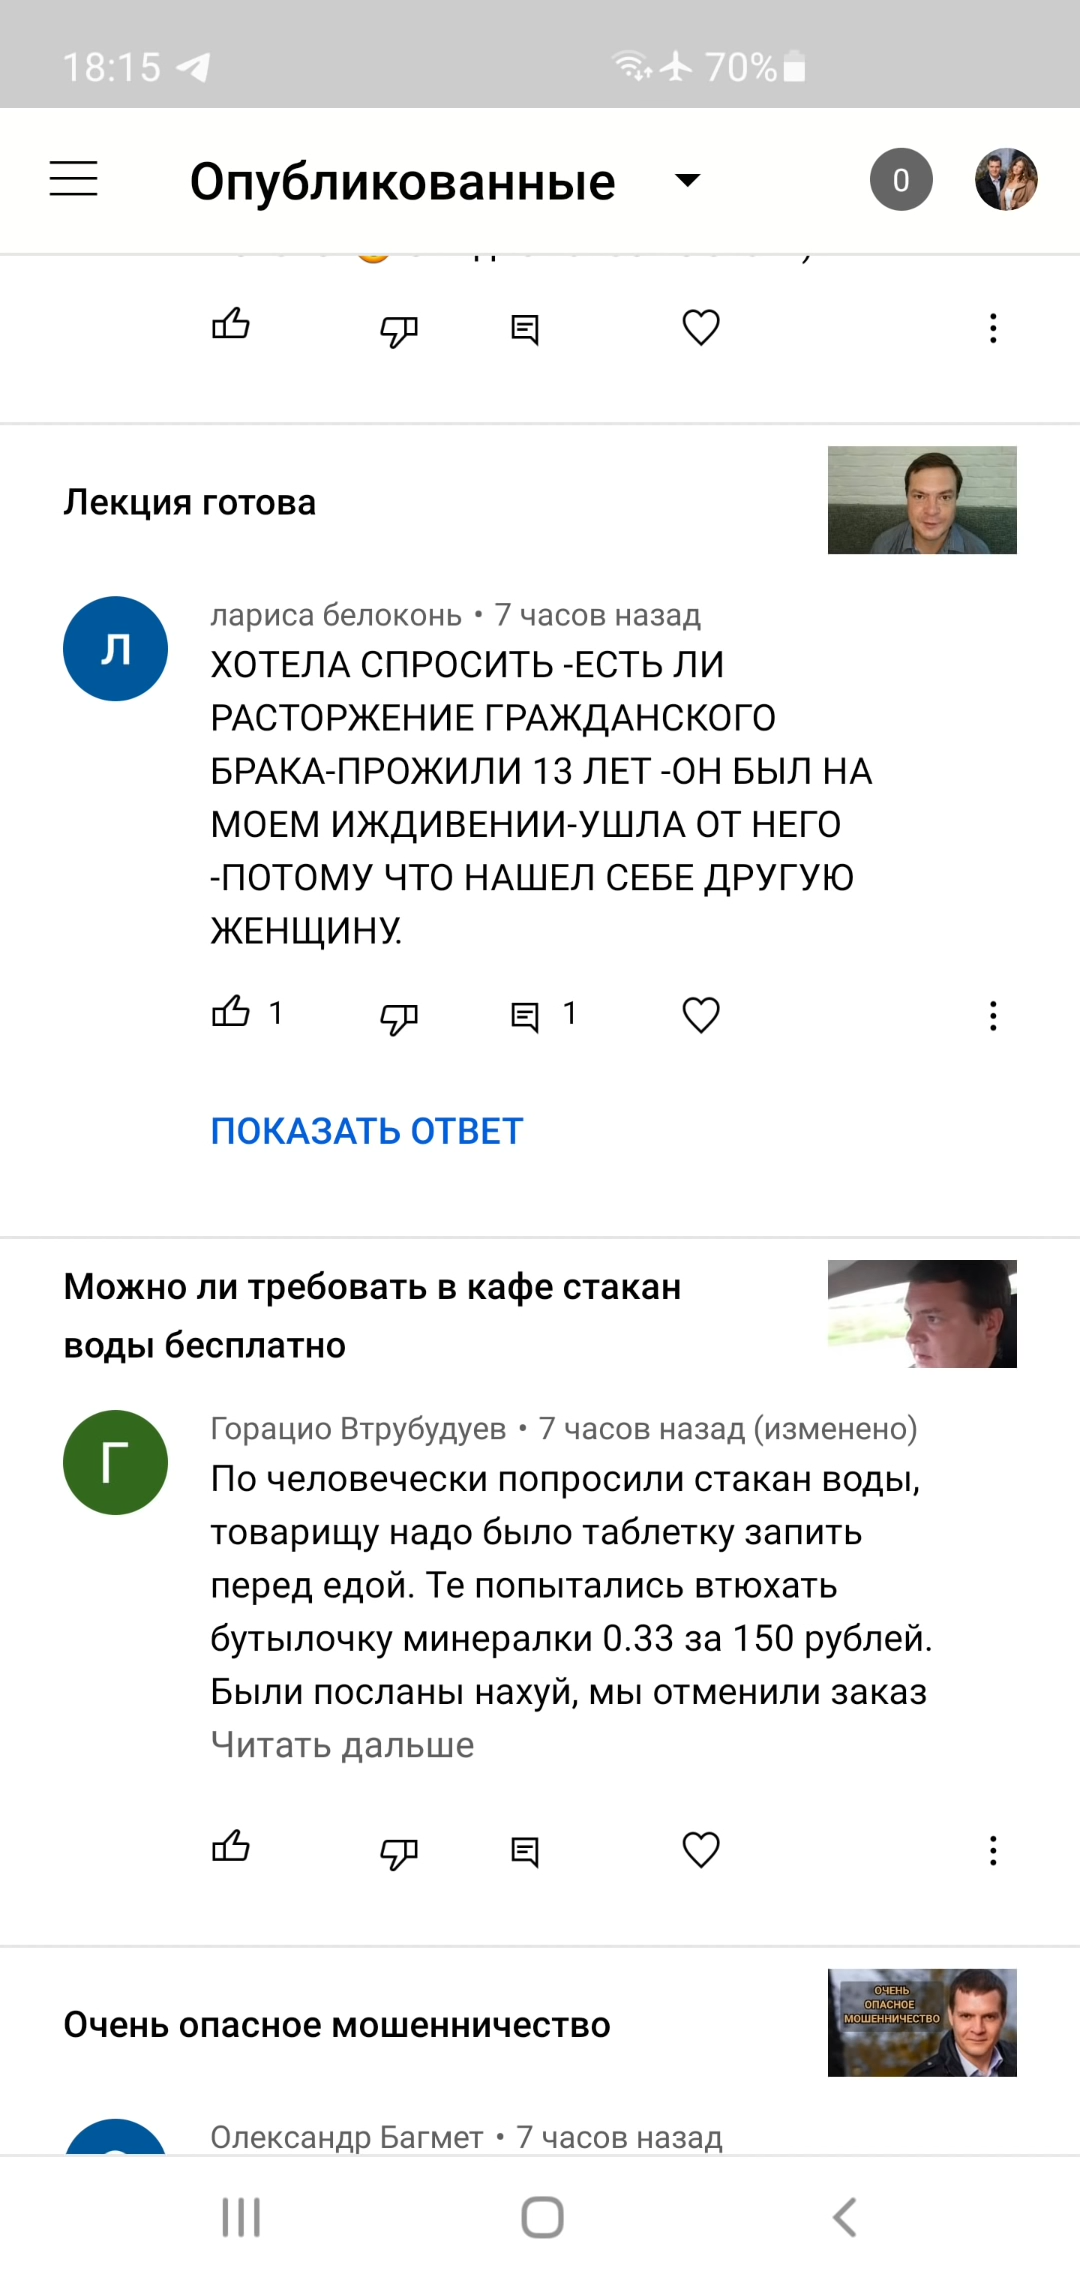 18:15
70%
Опубликованные
0
Лекция готова
лариса белоконь • 7 часов назад
ХОТЕЛА СПРОСИТЬ -ЕСТЬ ЛИ
РАСТОРЖЕНИЕ ГРАЖДАНСКОГО
БРАКА-ПРОЖИЛИ 13 ЛЕТ -ОН БЫЛ НА
МОЕМ ИЖДИВЕНИИ-УШЛА ОТ НЕГО
-ПОТОМУ ЧТО НАШЕЛ СЕБЕ ДРУГУЮ
ЖЕНЩИНУ.
Л
1
1
ПОКАЗАТЬ ОТВЕТ
Можно ли требовать в кафе стакан
воды бесплатно
Г
Горацио Втрубудуев • 7 часов назад (изменено)
По человечески попросили стакан воды,
товарищу надо было таблетку запить
перед едой. Те попытались втюхать
бутылочку минералки 0.33 за 150 рублей.
Были посланы нахуй, мы отменили заказ
Читать дальше
Очень опасное мошенничество
ОЧЕНЬ
ОПАСНОЕ
МОШЕННИЧЕСТВО
Олександр Багмет • 7 часов назад